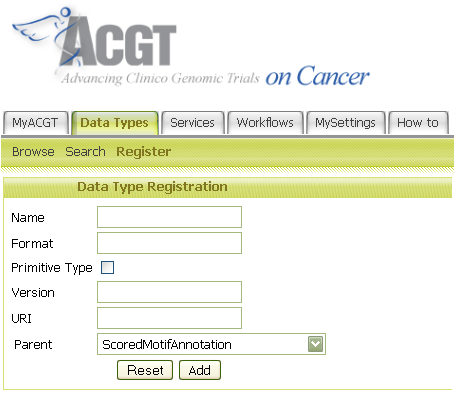 ACGT
Advancing Clinico Genomic Trials on Cancer
MyACGT Data Types Services Workflows MySettings How to
Browse Search Register
Data Type Registration
Name
Format
Primitive Type
Version
URI
Parent ScoredMotifAnnotation
Reset Add